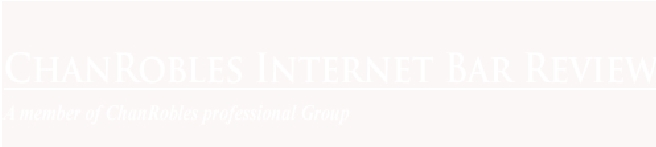 ChanRobles Internet Bar Review
A member of ChanRobles professional Group